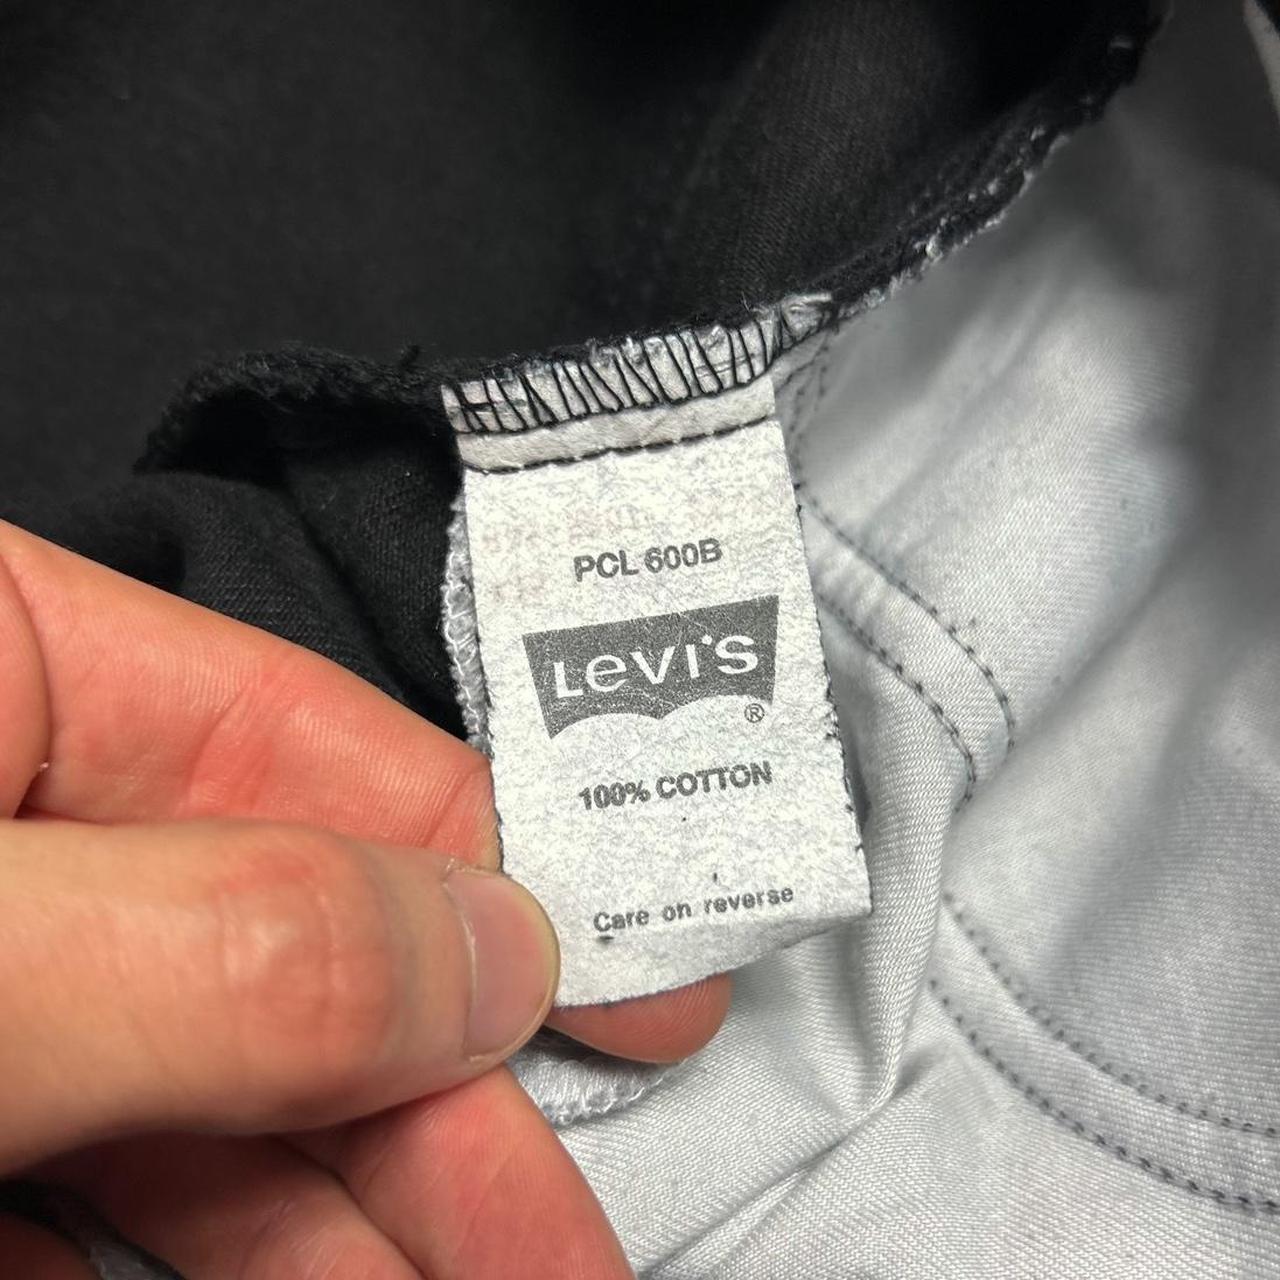 PCL 600B
Levi's
®
100% COTTON
Care on reverse